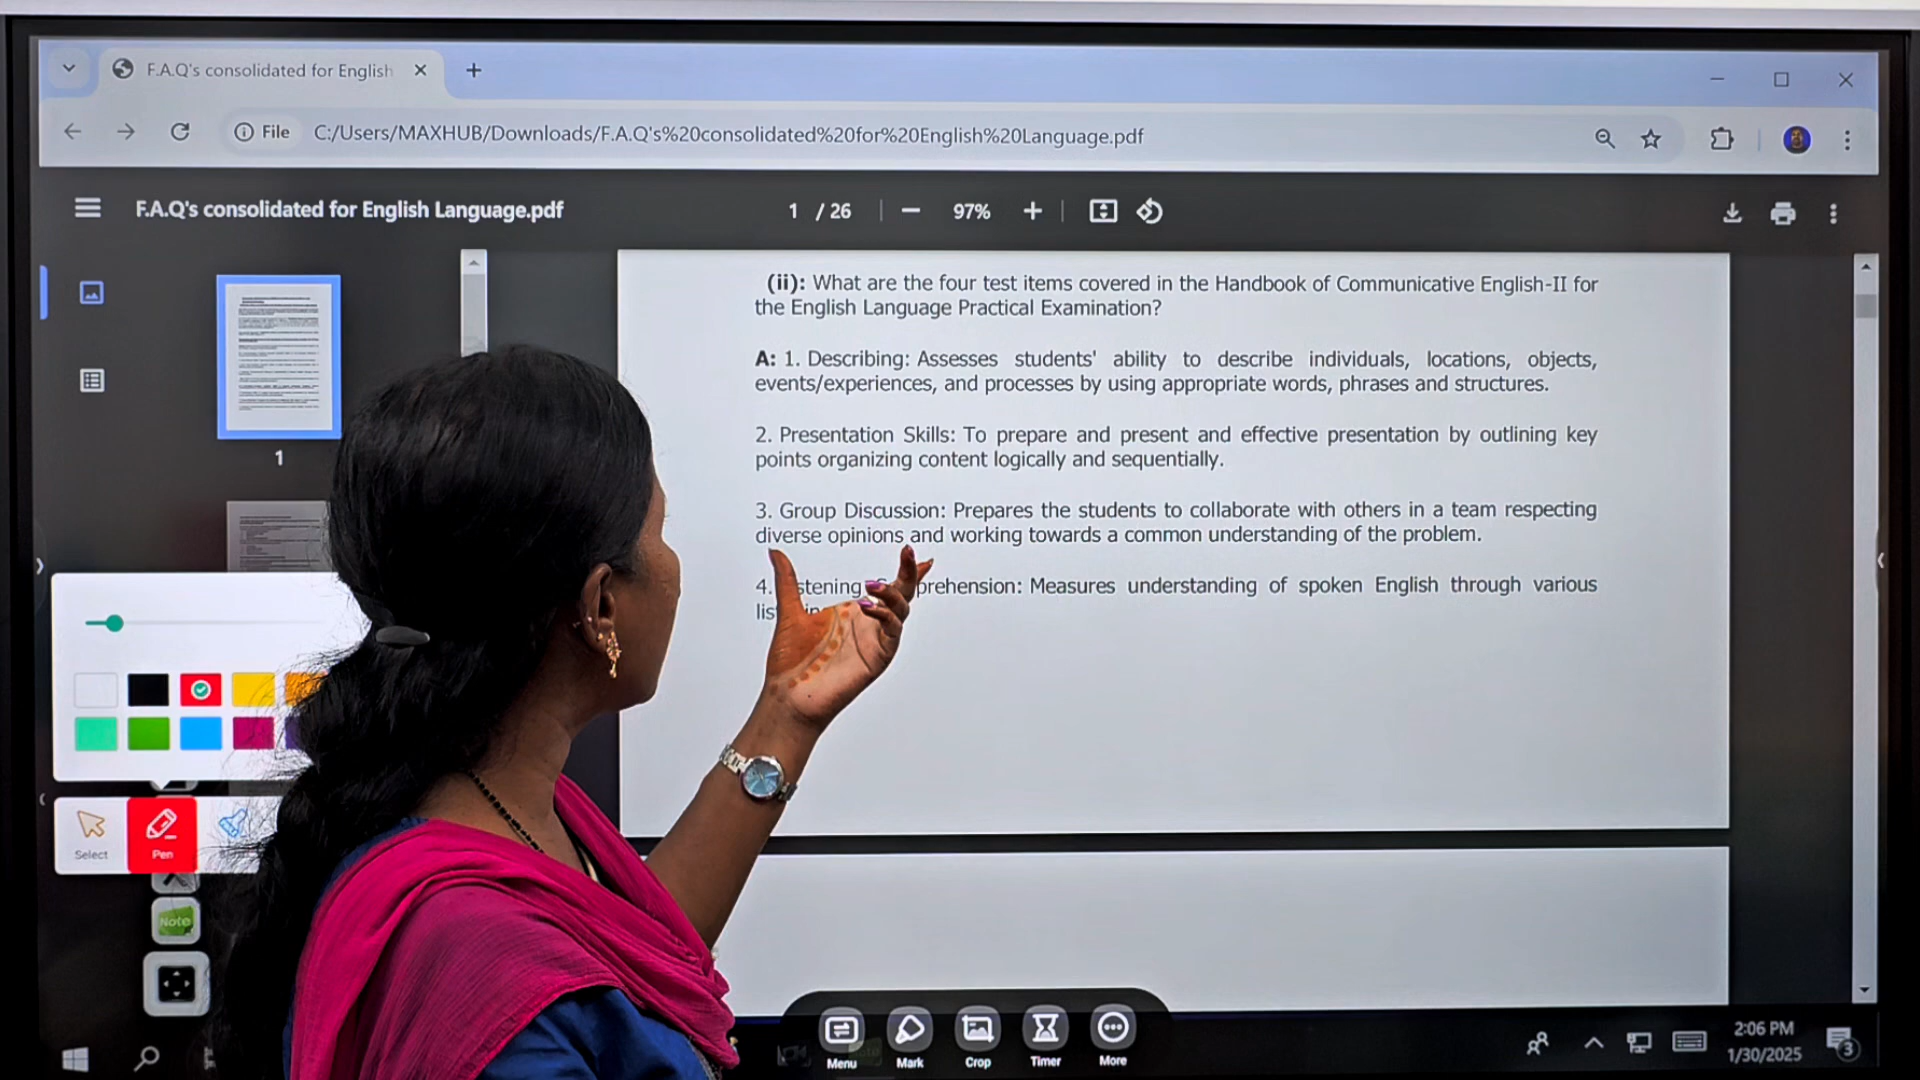 F.A.Q's consolidated for English
File
C:/Users/MAXHUB/Downloads/F.A.Q's%20consolidated%20for%20English%20Language.pdf
F.A.Q's consolidated for English Language.pdf
1 / 26
97%
(ii): What are the four test items covered in the Handbook of Communicative English-II for
the English Language Practical Examination?
A: 1. Describing: Assesses students' ability to describe individuals, locations, objects,
events/experiences, and processes by using appropriate words, phrases and structures.
2. Presentation Skills: To prepare and present and effective presentation by outlining key
points organizing content logically and sequentially.
3. Group Discussion: Prepares the students to collaborate with others in a team respecting
diverse opinions and working towards a common understanding of the problem.
4. stening prehension: Measures understanding of spoken English through various
lis
1
Select
Pen
Note
Menu
Mark
Crop
Timer
More
2:06 PM
1/30/2025
3